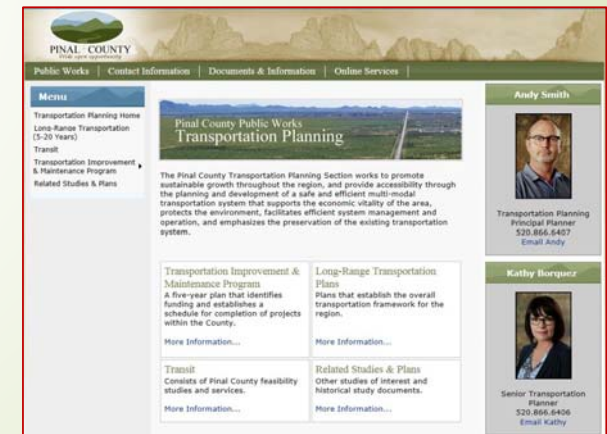 PINAL · COUNTY
Wide open opportunity
Public Works | Contact Information | Documents & Information | Online Services |
Menu
Transportation Planning Home
Long-Range Transportation
(5-20 Years)
Transit
Transportation Improvement
& Maintenance Program
Related Studies & Plans
Pinal County Public Works
Transportation Planning
The Pinal County Transportation Planning Section works to promote
sustainable growth throughout the region, and provide accessibility through
the planning and development of a safe and efficient multi-modal
transportation system that supports the economic vitality of the area,
protects the environment, facilitates efficient system management and
operation, and emphasizes the preservation of the existing transportation
system.
Transportation Improvement &
Maintenance Program
A five-year plan that identifies
funding and establishes a
schedule for completion of projects
within the County.
More Information...
Long-Range Transportation
Plans
Plans that establish the overall
transportation framework for the
region.
More Information...
Transit
Consists of Pinal County feasibility
studies and services.
More Information...
Related Studies & Plans
Other studies of interest and
historical study documents.
More Information...
Andy Smith
Transportation Planning
Principal Planner
520.866.6407
Email Andy
Kathy Borquez
Senior Transportation
Planner
520.866.6406
Email Kathy